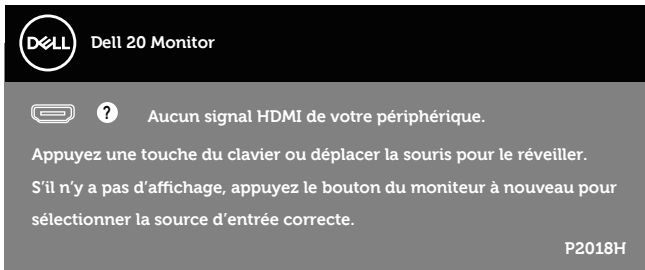 DELL
Dell 20 Monitor
? Aucun signal HDMI de votre périphérique.
Appuyez une touche du clavier ou déplacer la souris pour le réveiller.
S’il n’y a pas d’affichage, appuyez le bouton du moniteur à nouveau pour
sélectionner la source d’entrée correcte.
P2018H